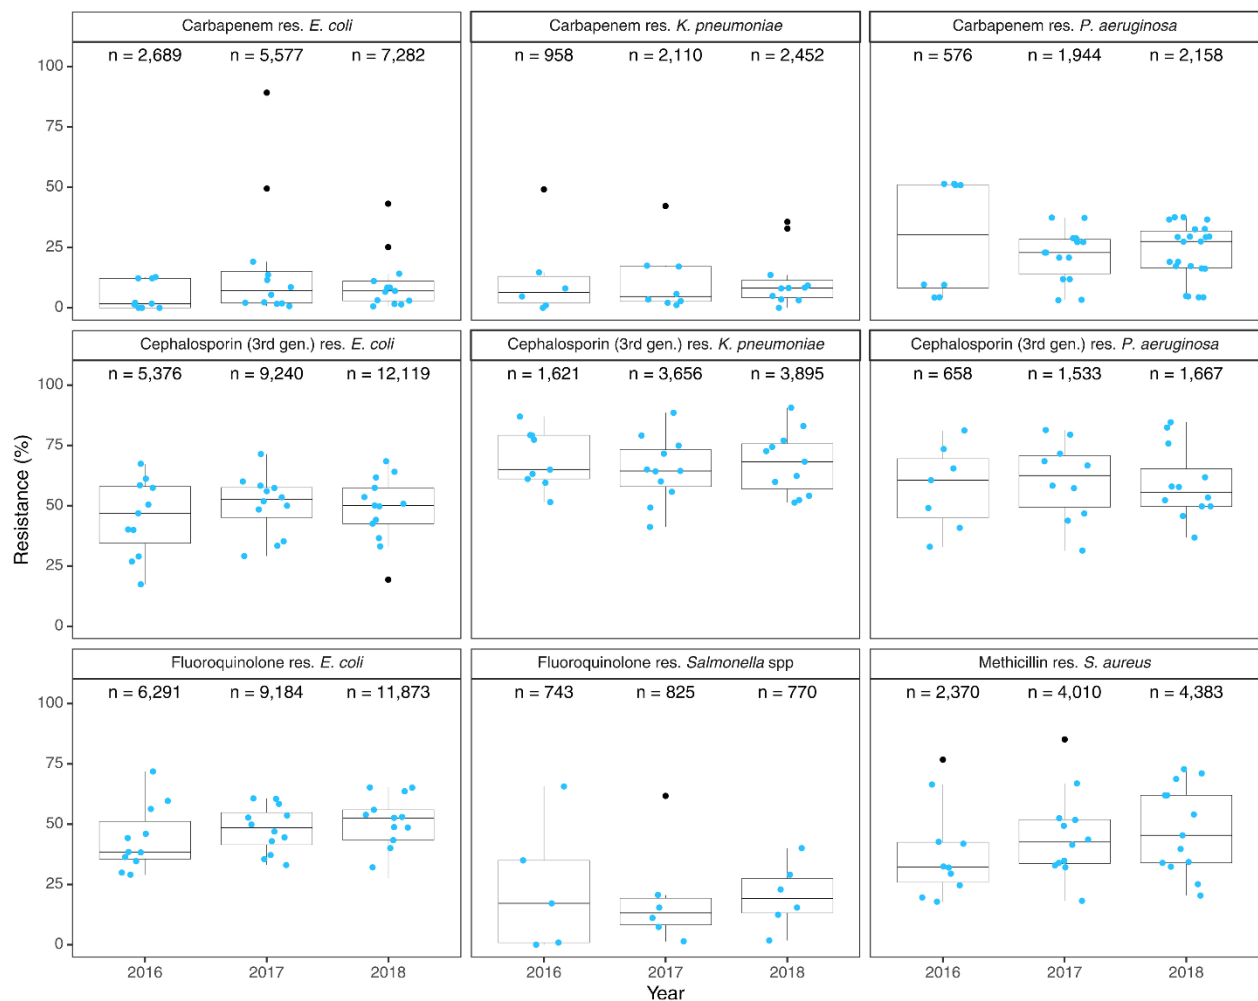 Carbapenem res. E. coli
Carbapenem res. K. pneumoniae
Carbapenem res. P. aeruginosa
n = 2,689 n = 5,577 n = 7,282
n = 958 n = 2,110 n = 2,452
n = 576 n = 1,944 n = 2,158
100
75
50
25
0
Cephalosporin (3rd gen.) res. E. coli
Cephalosporin (3rd gen.) res. K. pneumoniae
Cephalosporin (3rd gen.) res. P. aeruginosa
n = 5,376 n = 9,240 n = 12,119
n = 1,621 n = 3,656 n = 3,895
n = 658 n = 1,533 n = 1,667
Resistance (%)
100
75
50
25
0
Fluoroquinolone res. E. coli
Fluoroquinolone res. Salmonella spp
Methicillin res. S. aureus
n = 6,291 n = 9,184 n = 11,873
n = 743 n = 825 n = 770
n = 2,370 n = 4,010 n = 4,383
100
75
50
25
0
2016 2017 2018
2016 2017 2018
2016 2017 2018
Year